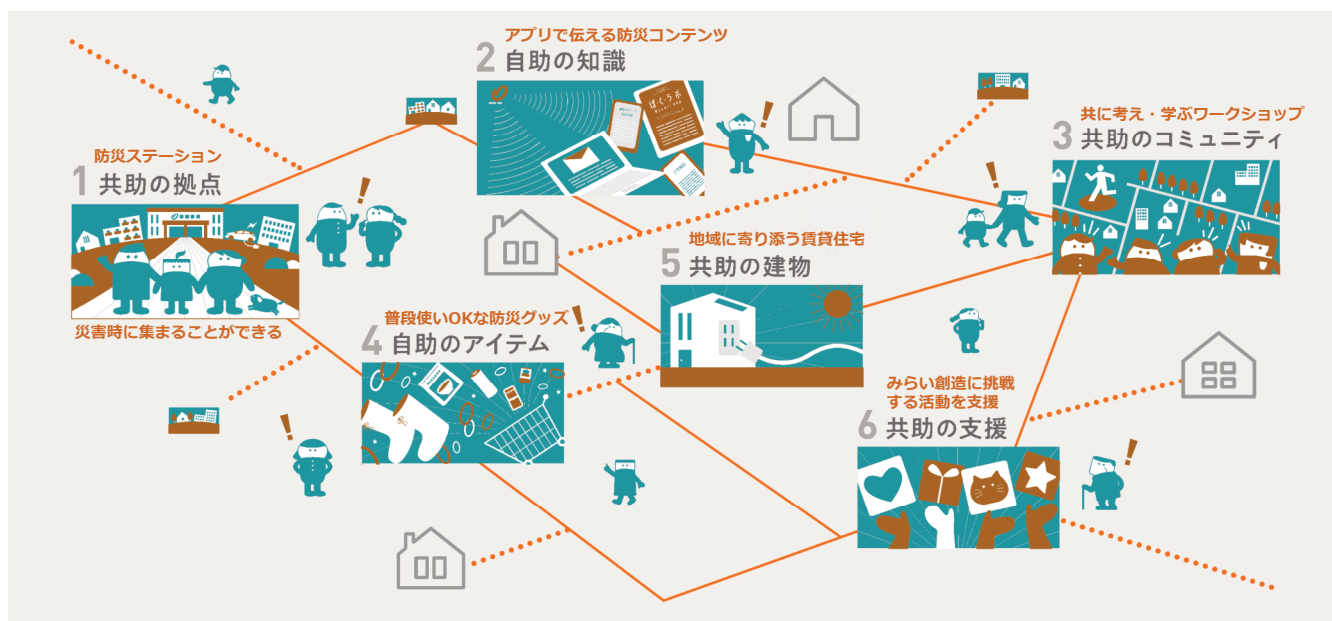 1
防災ステーション
共助の拠点
災害時に集まることができる
2
アプリで伝える防災コンテンツ
自助の知識
ぼぐラボ
3
共に考え・学ぶワークショップ
共助のコミュニティ
4
普段使いOKな防災グッズ
自助のアイテム
5
地域に寄り添う賃貸住宅
共助の建物
6
みらい創造に挑戦
する活動を支援
共助の支援